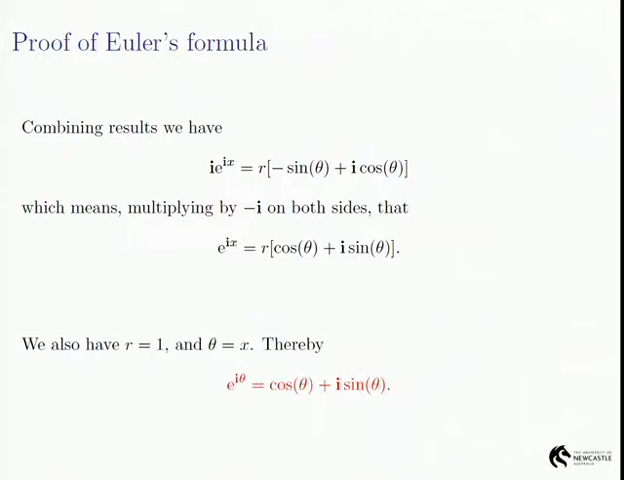 Proof of Euler's formula
Combining results we have
ie^{ix} = r[− sin(θ) + i cos(θ)]
which means, multiplying by −i on both sides, that
e^{ix} = r[cos(θ) + i sin(θ)].
We also have r = 1, and θ = x. Thereby
e^{iθ} = cos(θ) + i sin(θ).
THE UNIVERSITY OF
NEWCASTLE
AUSTRALIA